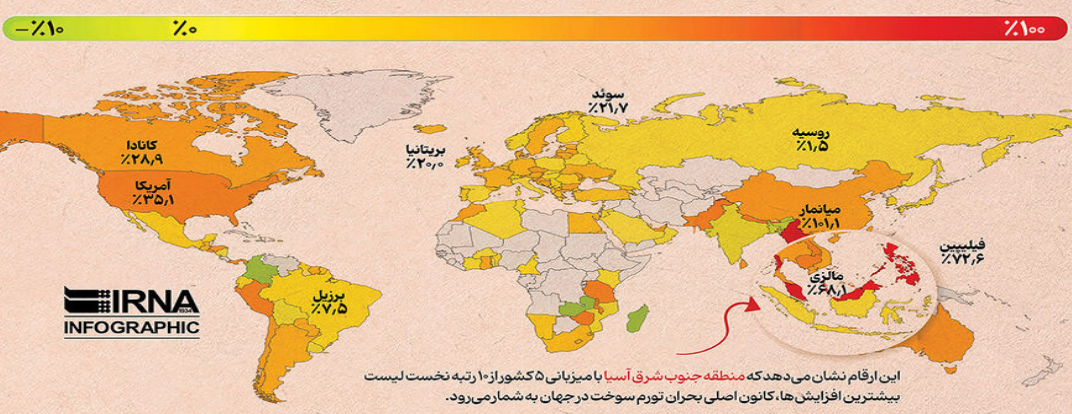 -٪۱۰ ٪۰ ٪۱۰۰
سوئد
٪۲۱٫۷
روسیه
٪۱٫۵
بریتانیا
٪۲۰٫۰
کانادا
٪۲۸٫۹
آمریکا
٪۳۵٫۱
میانمار
٪۱۰۱٫۱
فیلیپین
٪۷۲٫۶
مالزی
٪۶۸٫۱
برزیل
٪۷٫۵
IRNA
1934
INFOGRAPHIC
این ارقام نشان می‌دهد که منطقه جنوب شرق آسیا با میزبانی ۵ کشور از ۱۰ رتبه نخست لیست
بیشترین افزایش‌ها، کانون اصلی بحران تورم سوخت در جهان به شمار می‌رود.